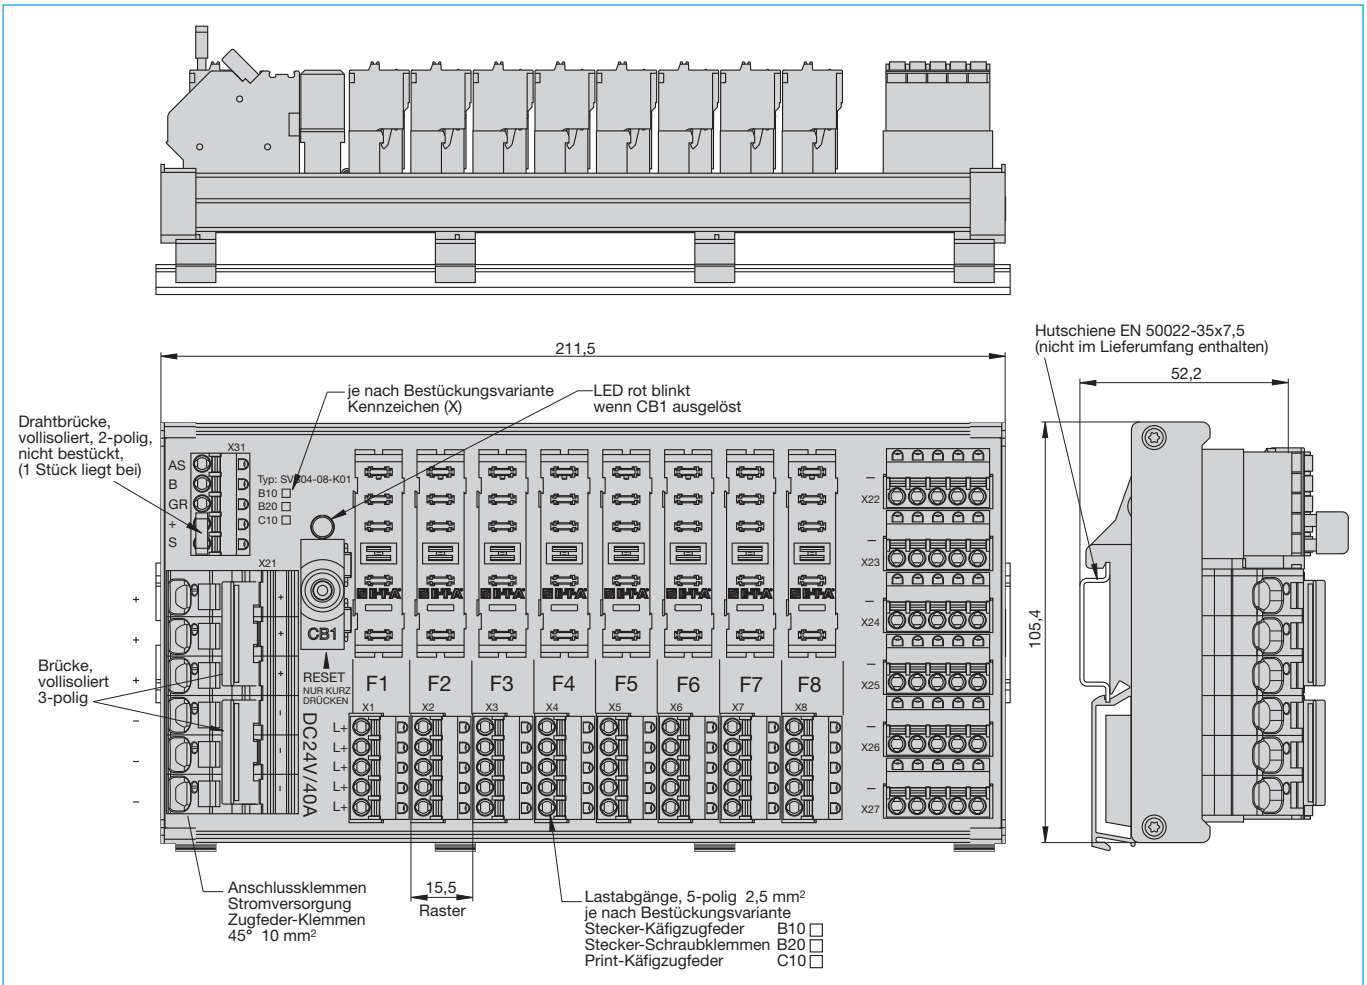 Hutschiene EN 50022-35x7,5
(nicht im Lieferumfang enthalten)
211,5
52,2
je nach Bestückungsvariante
Kennzeichen (X)
LED rot blinkt
wenn CB1 ausgelöst
Drahtbrücke,
vollisoliert, 2-polig,
nicht bestückt,
(1 Stück liegt bei)
X31
AS
B
GR
+
S
Typ: SVS04-08-K01
B10
B20
C10
X21
+
+
+
-
-
-
+
+
+
-
-
-
Brücke,
vollisoliert
3-polig
CB1
RESET
NUR KURZ
DRÜCKEN
DC24V/40A
E-T-A E-T-A E-T-A E-T-A E-T-A E-T-A E-T-A E-T-A
F1 F2 F3 F4 F5 F6 F7 F8
X1 X2 X3 X4 X5 X6 X7 X8
L+
L+
L+
L+
L+
-
X22
-
X23
-
X24
-
X25
-
X26
-
X27
105,4
Anschlussklemmen
Stromversorgung
Zugfeder-Klemmen
45° 10 mm²
15,5
Raster
Lastabgänge, 5-polig 2,5 mm²
je nach Bestückungsvariante
Stecker-Käfigzugfeder B10
Stecker-Schraubklemmen B20
Print-Käfigzugfeder C10